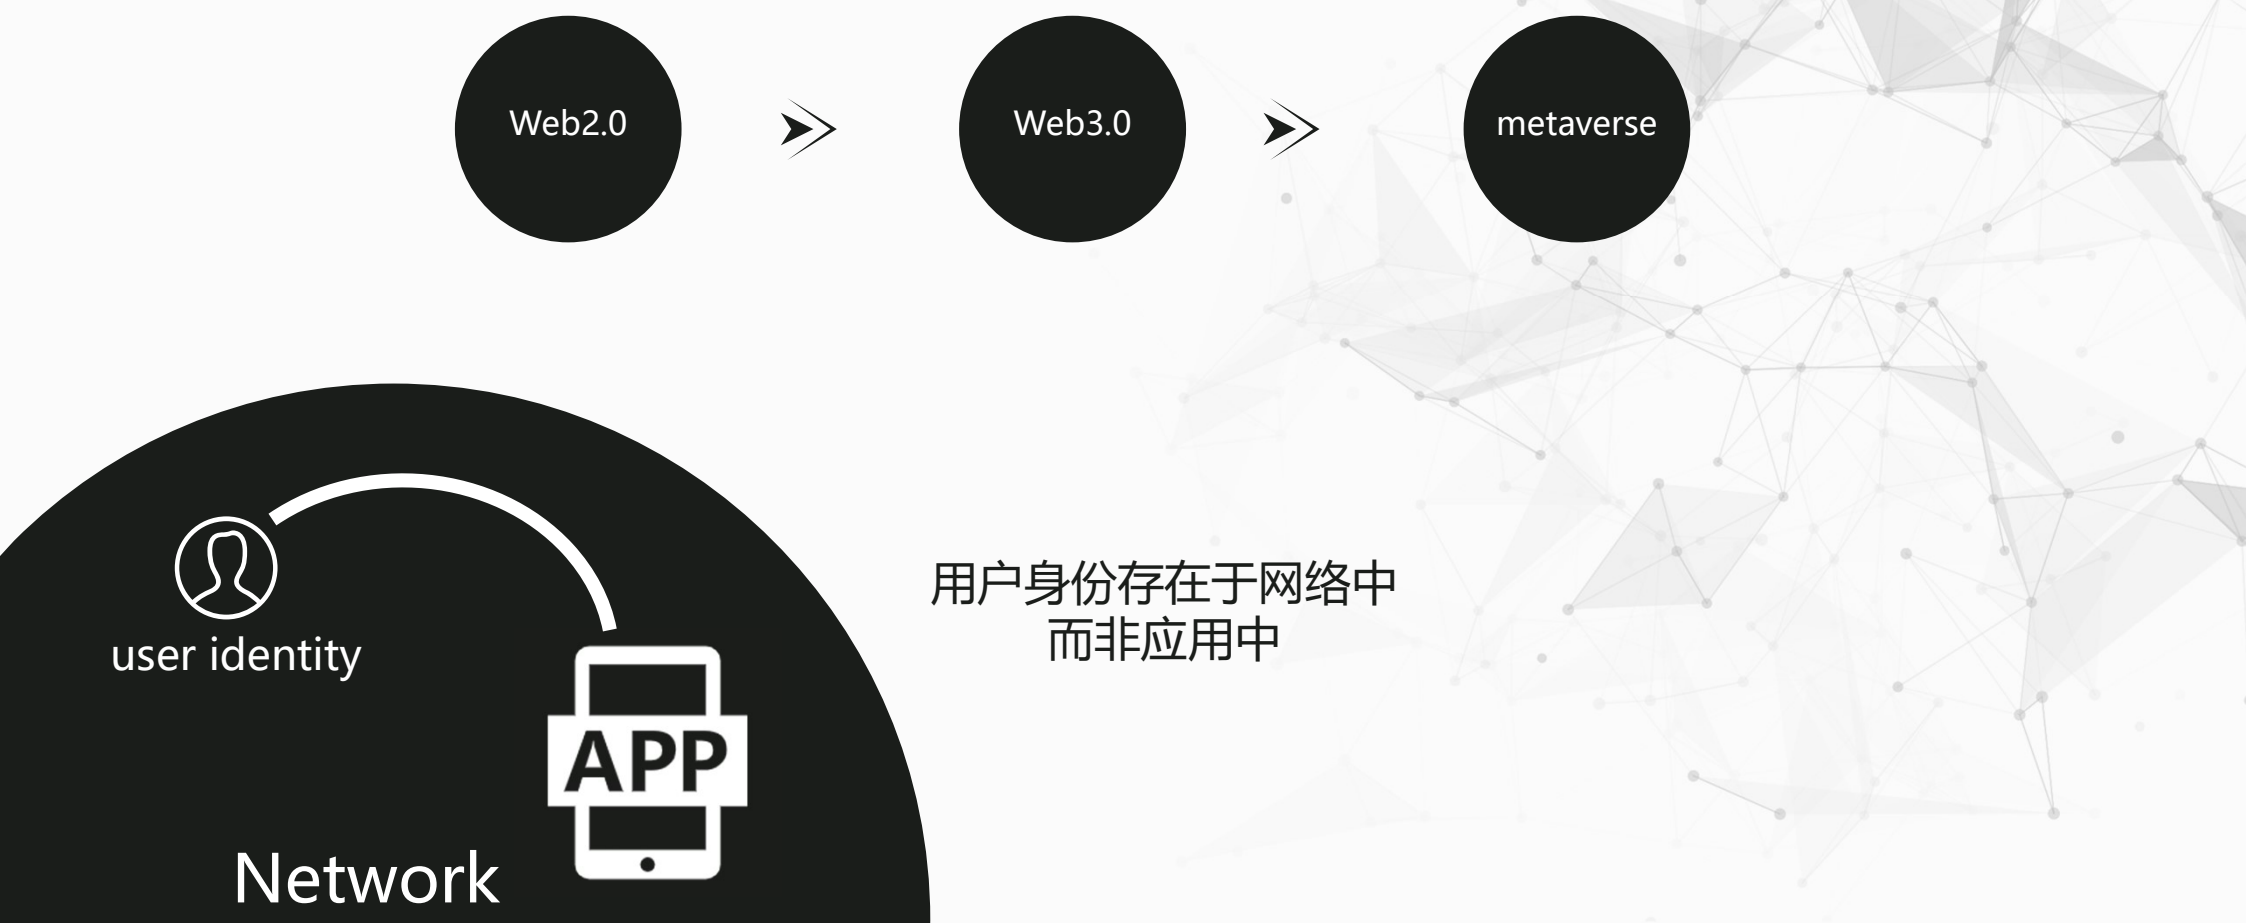 Web2.0
Web3.0
metaverse
user identity
APP
Network
用户身份存在于网络中
而非应用中